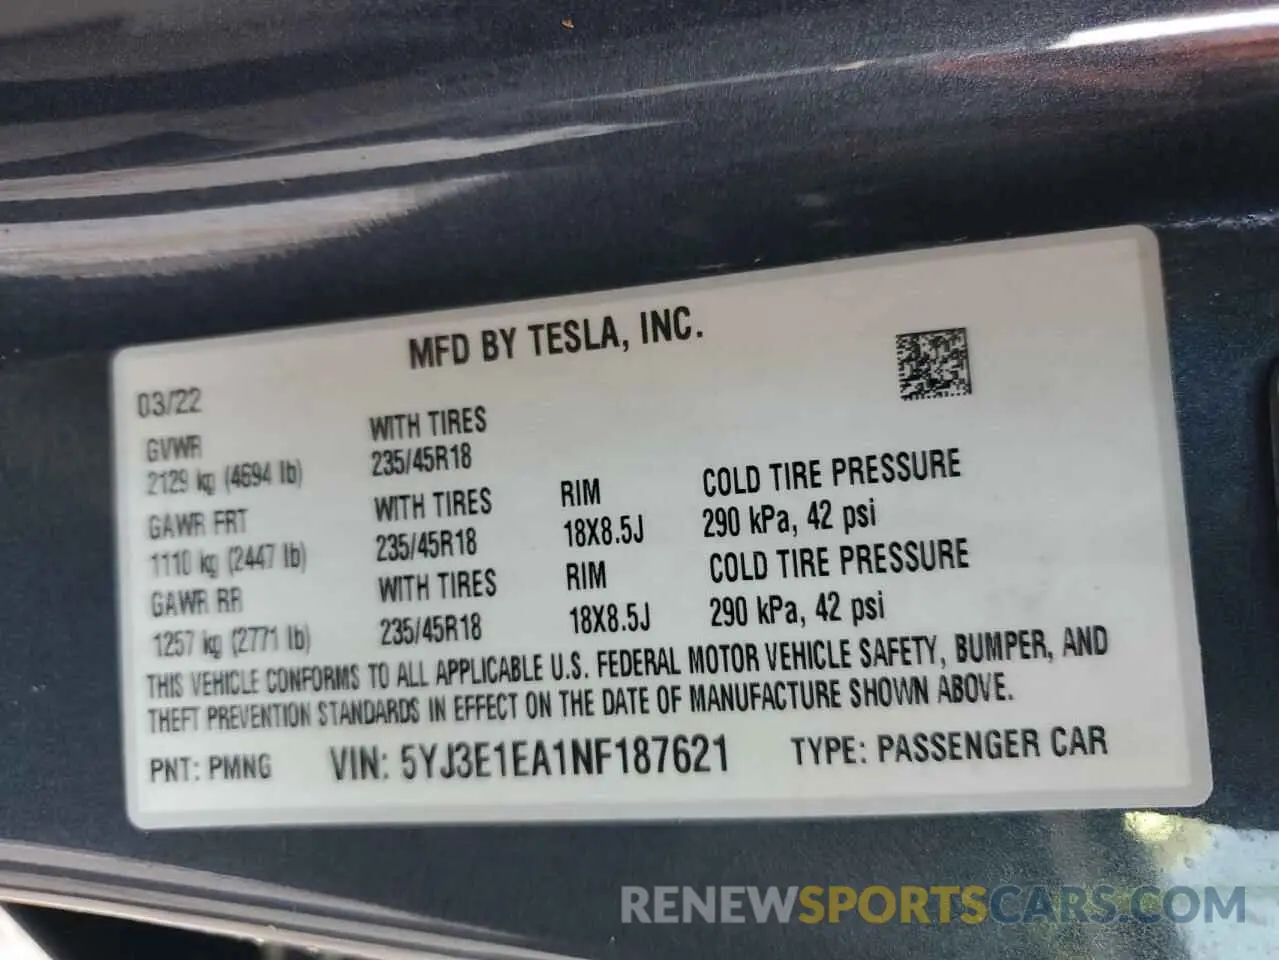 MFD BY TESLA, INC.
03/22
GVWR
2129 kg (4694 lb)
WITH TIRES
235/45R18
GAWR FRT
1110 kg (2447 lb)
WITH TIRES
235/45R18
RIM
18X8.5J
COLD TIRE PRESSURE
290 kPa, 42 psi
GAWR RR
1257 kg (2771 lb)
WITH TIRES
235/45R18
RIM
18X8.5J
COLD TIRE PRESSURE
290 kPa, 42 psi
THIS VEHICLE CONFORMS TO ALL APPLICABLE U.S. FEDERAL MOTOR VEHICLE SAFETY, BUMPER, AND
THEFT PREVENTION STANDARDS IN EFFECT ON THE DATE OF MANUFACTURE SHOWN ABOVE.
PNT: PMNG VIN: 5YJ3E1EA1NF187621 TYPE: PASSENGER CAR
RENEWSPORTSCARS.COM